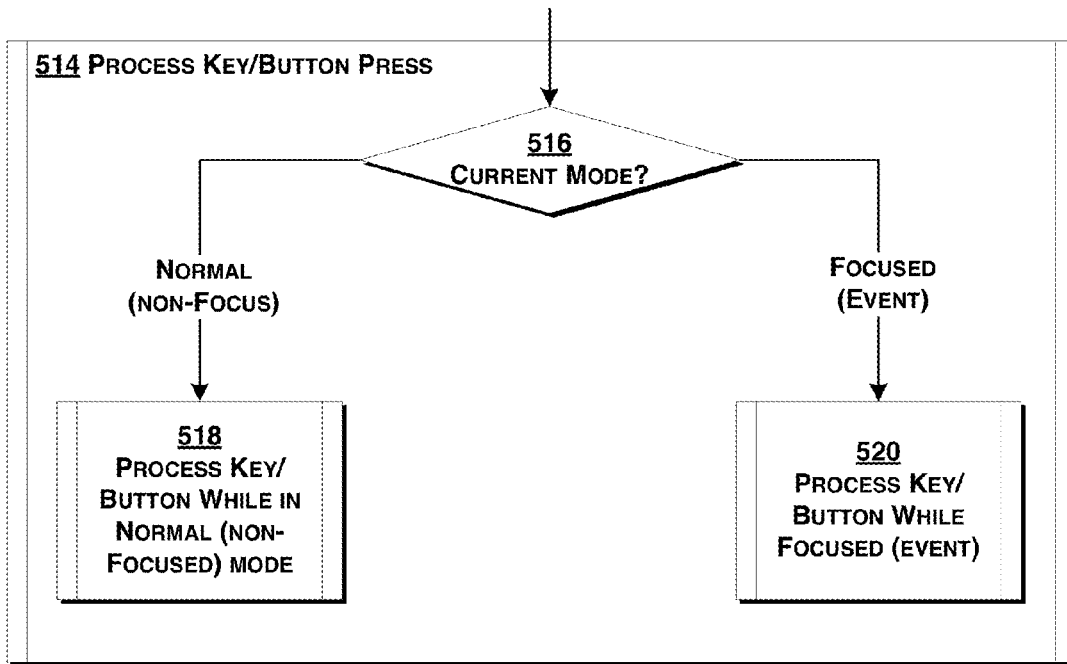 514 PROCESS KEY/BUTTON PRESS
516
CURRENT MODE?
NORMAL
(NON-FOCUS)
FOCUSED
(EVENT)
518
PROCESS KEY/
BUTTON WHILE IN
NORMAL (NON-
FOCUSED) MODE
520
PROCESS KEY/
BUTTON WHILE
FOCUSED (EVENT)